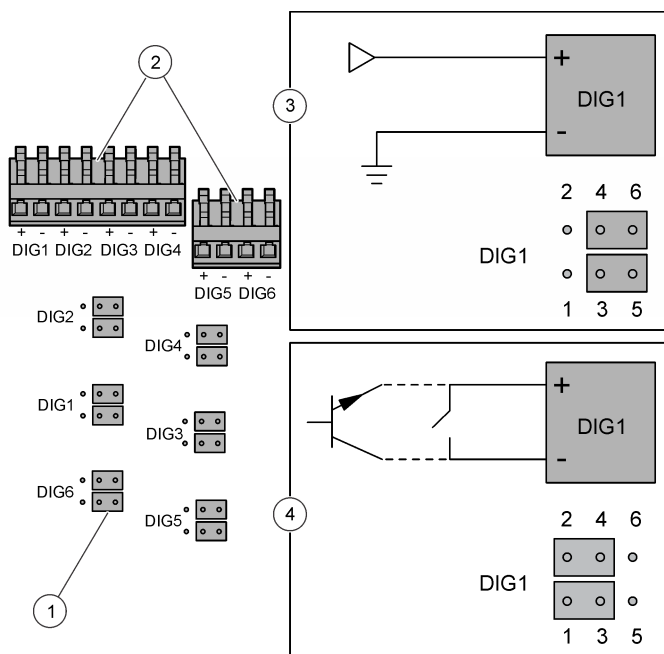 2
+ - + - + - + -
DIG1 DIG2 DIG3 DIG4
+ - + -
DIG5 DIG6
DIG2
DIG4
DIG1
DIG3
DIG6
DIG5
1
3
+
DIG1
-
2 4 6
DIG1
1 3 5
4
+
DIG1
-
2 4 6
DIG1
1 3 5